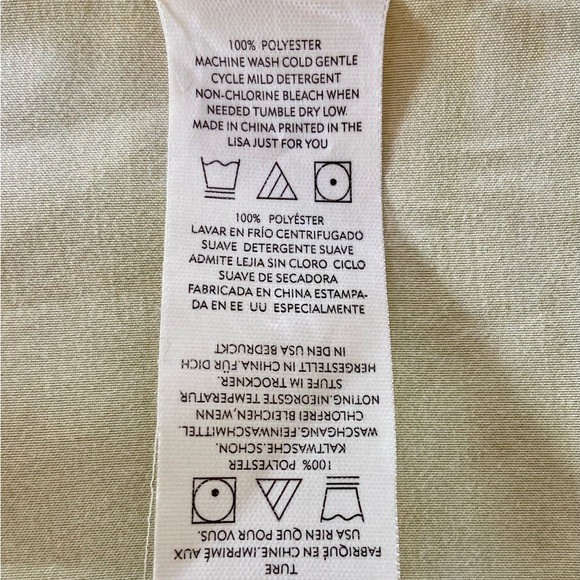 100% POLYESTER
MACHINE WASH COLD GENTLE
CYCLE MILD DETERGENT
NON-CHLORINE BLEACH WHEN
NEEDED TUMBLE DRY LOW.
MADE IN CHINA PRINTED IN THE
LISA JUST FOR YOU
100% POLYÉSTER
LAVAR EN FRÍO CENTRIFUGADO
SUAVE DETERGENTE SUAVE
ADMITE LEJIA SIN CLORO CICLO
SUAVE DE SECADORA
FABRICADA EN CHINA ESTAMPA-
DA EN EE UU ESPECIALMENTE
TURE
FABRIQUÉ EN CHINE.IMPRIMÉ AUX
USA RIEN QUE POUR VOUS.
100% POLYESTER
KALTWASCHE.SCHON.
WASCHGANG.FEINWASCHMITTEL.
CHLORFREI BLEICHEN,WENN
NOTING.NIEDRGSTE TEMPERATUR
STUFE IM TROCKNER.
HERGESTELLT IN CHINA.FÜR DICH
IN DEN USA BEDRUCKT